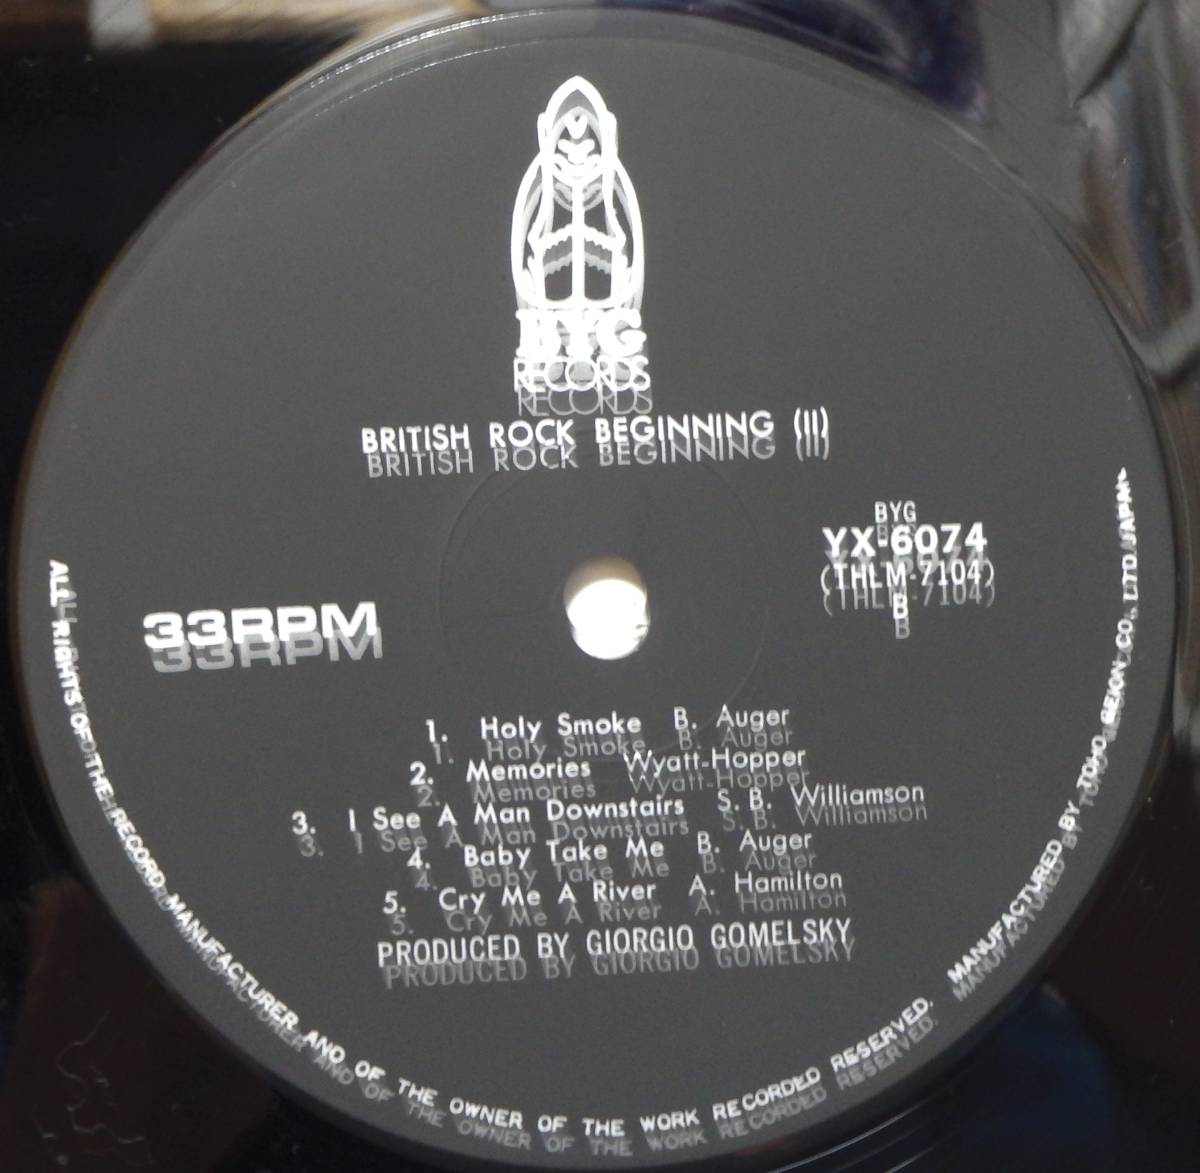 BYG
RECORDS
BRITISH ROCK BEGINNING (II)
BYG
YX-6074
(THLM-7104)
B
33RPM
1. Holy Smoke B. Auger
2. Memories Wyatt-Hopper
3. I See A Man Downstairs S. B. Williamson
4. Baby Take Me B. Auger
5. Cry Me A River A. Hamilton
PRODUCED BY GIORGIO GOMELSKY
ALL RIGHTS OF THE RECORD MANUFACTURER AND OF THE OWNER OF THE WORK RECORDED RESERVED. MANUFACTURED BY TOHO GEION CO., LTD. JAPAN